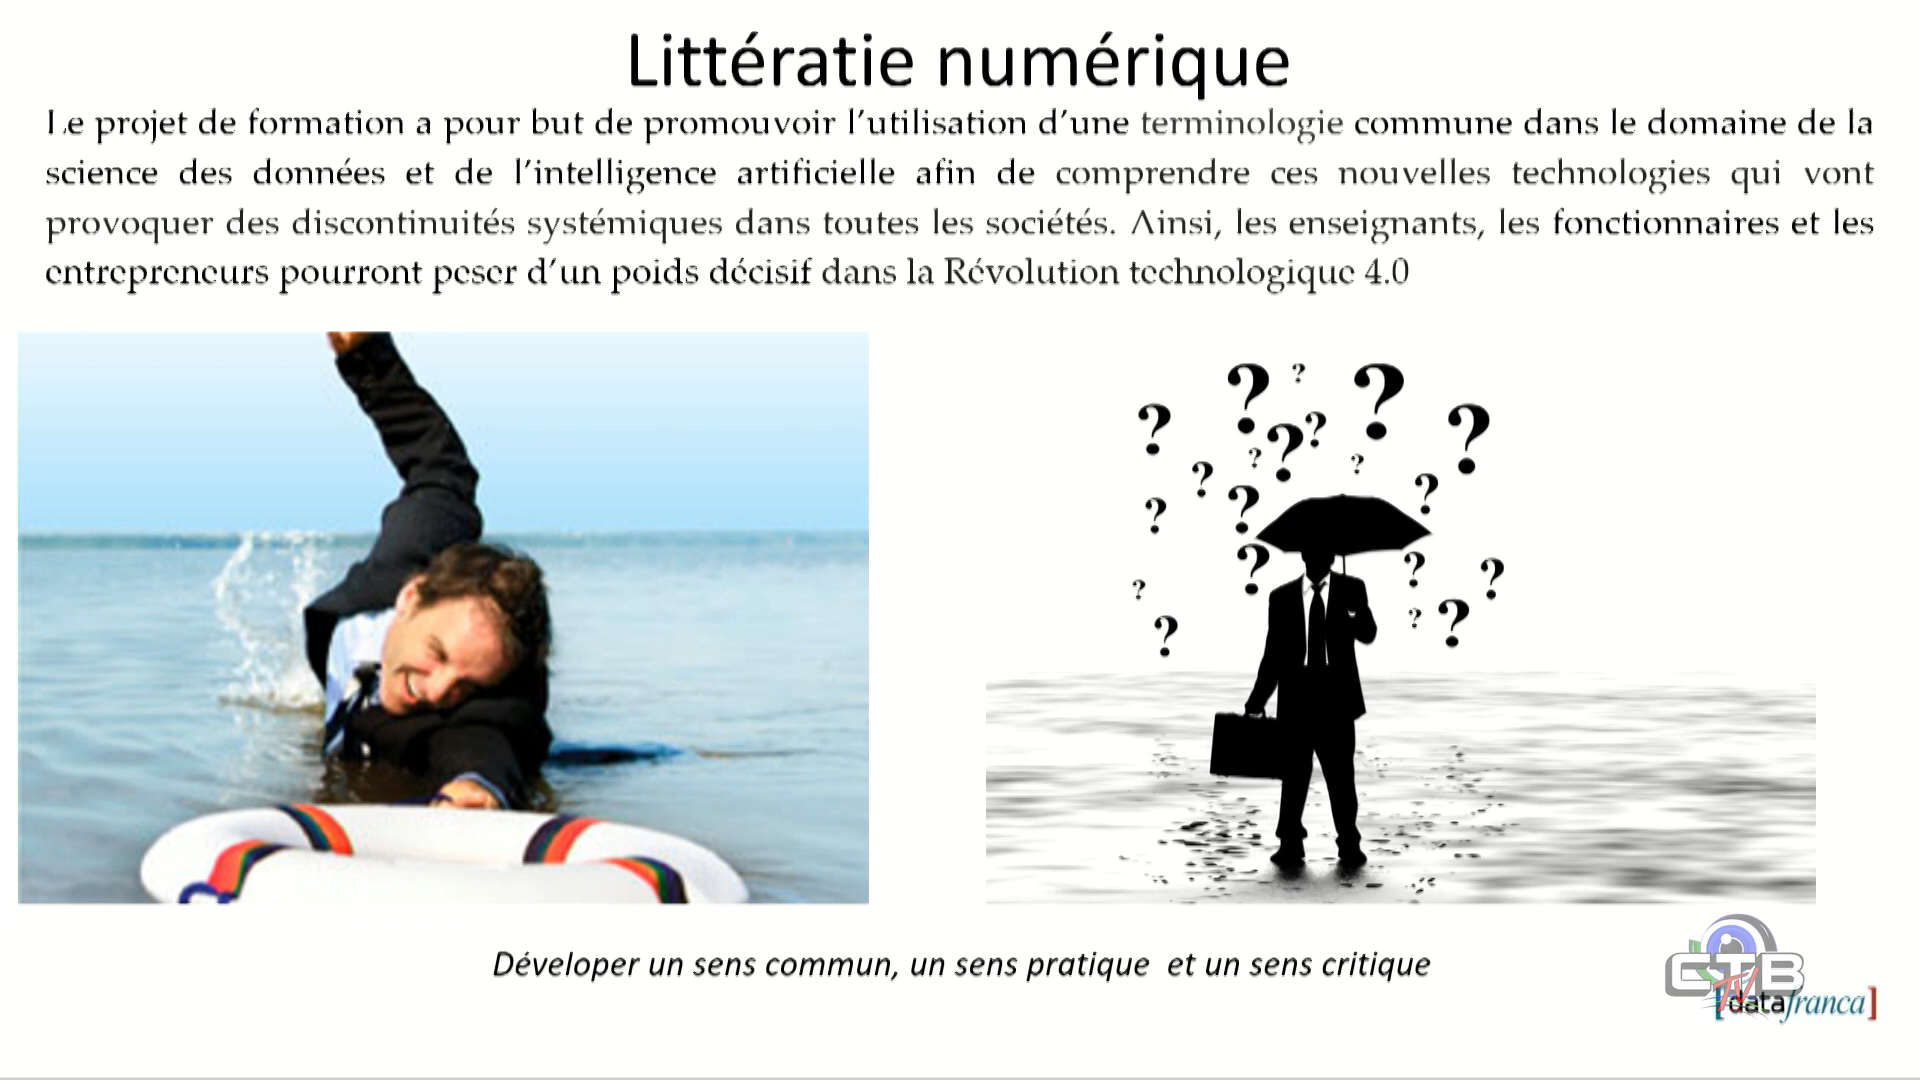 Littératie numérique
Le projet de formation a pour but de promouvoir l’utilisation d’une terminologie commune dans le domaine de la
science des données et de l’intelligence artificielle afin de comprendre ces nouvelles technologies qui vont
provoquer des discontinuités systémiques dans toutes les sociétés. Ainsi, les enseignants, les fonctionnaires et les
entrepreneurs pourront peser d’un poids décisif dans la Révolution technologique 4.0
? ? ? ? ? ? ? ? ? ? ? ? ? ? ? ? ? ? ? ? ?
Déveloper un sens commun, un sens pratique et un sens critique
CTB
TV
[datafranca]